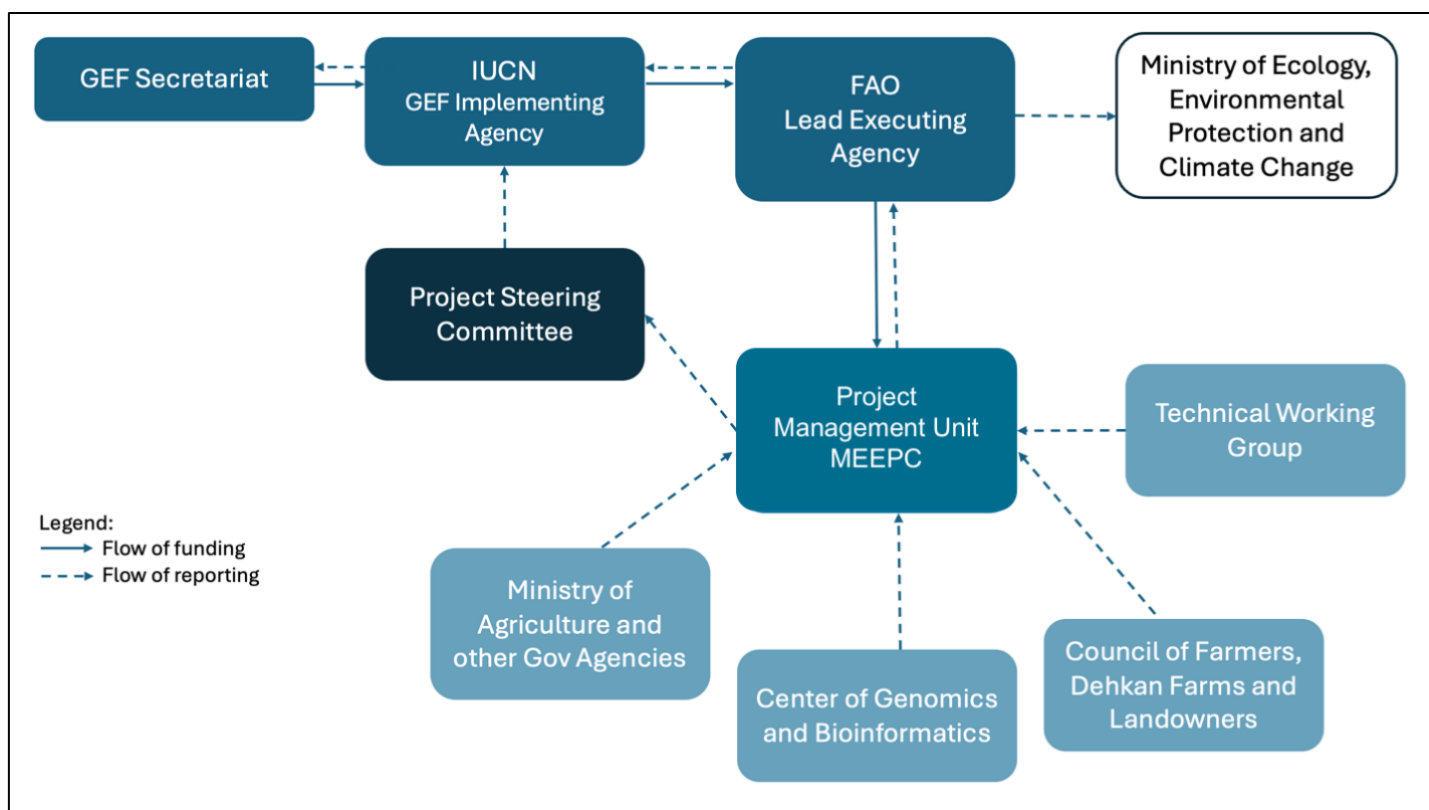 GEF Secretariat
IUCN
GEF Implementing
Agency
FAO
Lead Executing
Agency
Ministry of Ecology,
Environmental
Protection and
Climate Change
Project Steering
Committee
Project
Management Unit
MEEPC
Technical Working
Group
Legend:
Flow of funding
Flow of reporting
Ministry of
Agriculture and
other Gov Agencies
Center of Genomics
and Bioinformatics
Council of Farmers,
Dehkan Farms and
Landowners